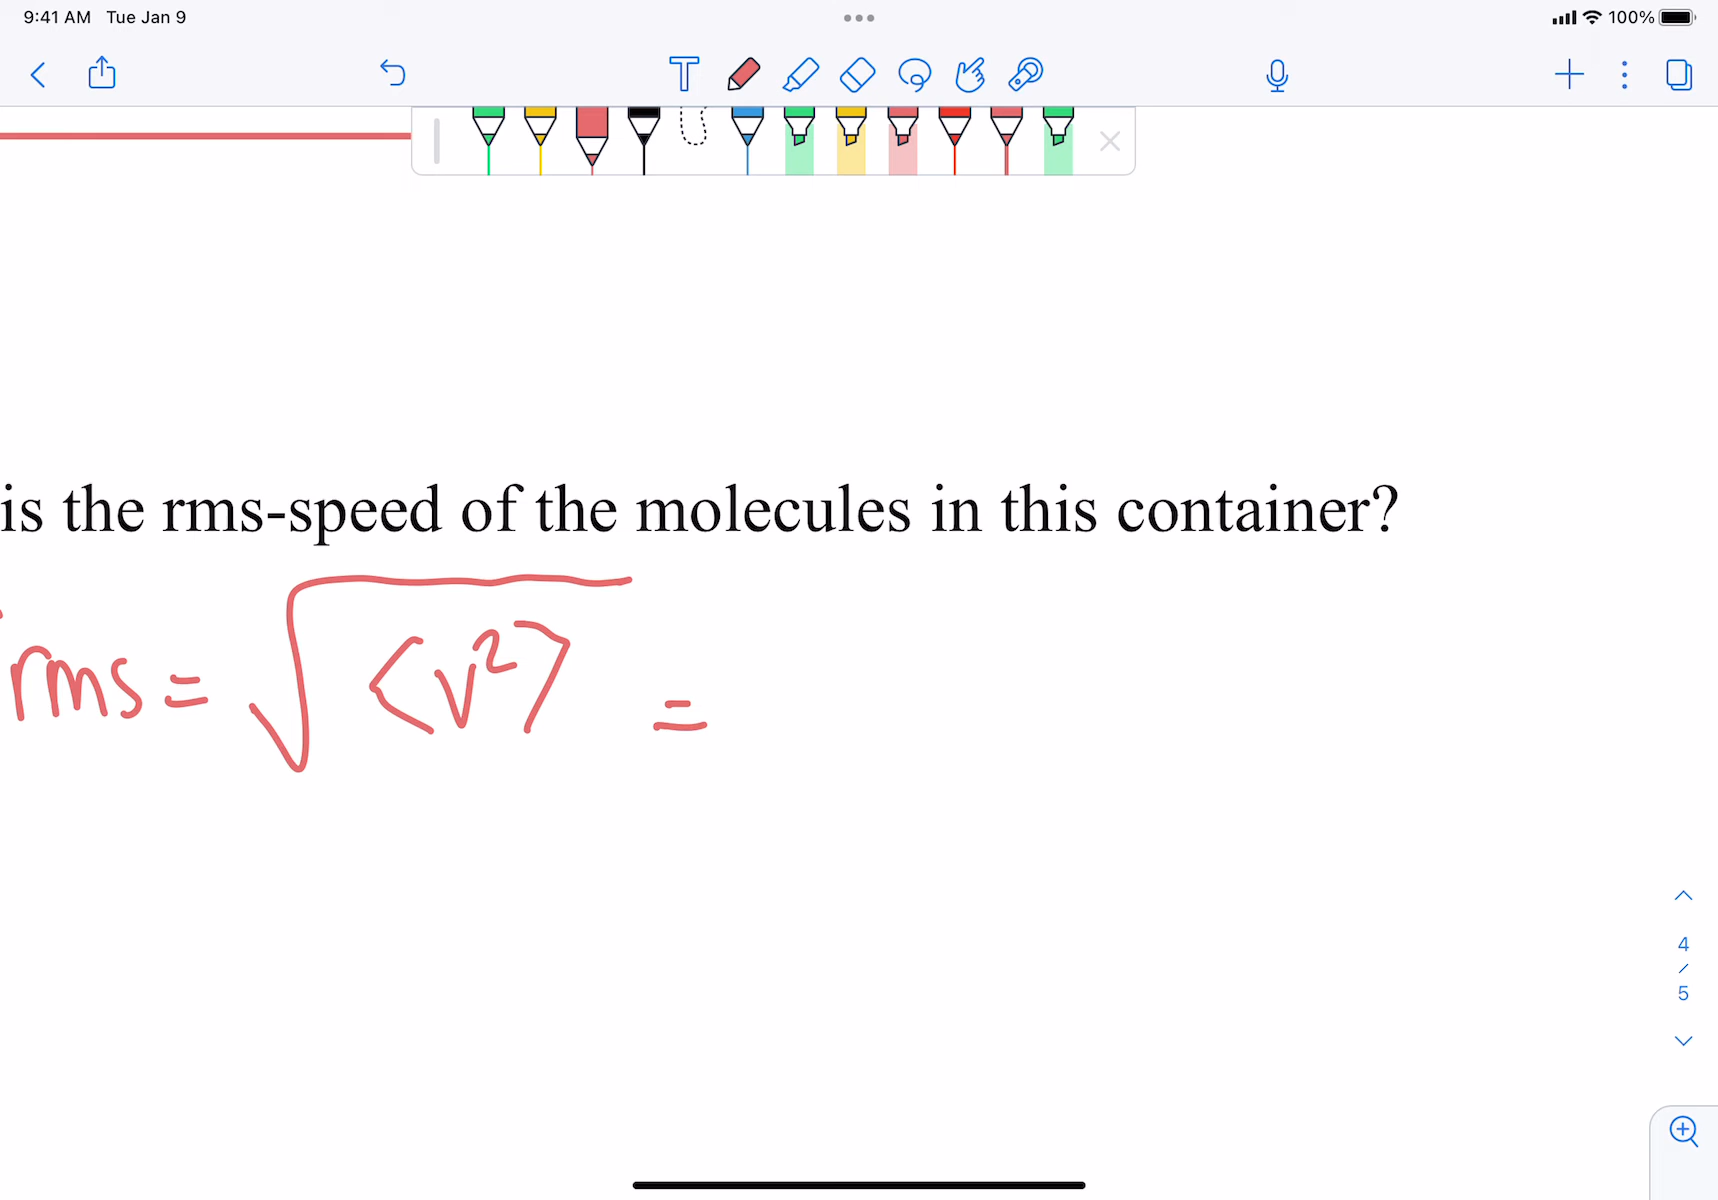 9:41 AM Tue Jan 9
100%
T
is the rms-speed of the molecules in this container?
rms = √⟨v²⟩ =
4
/
5